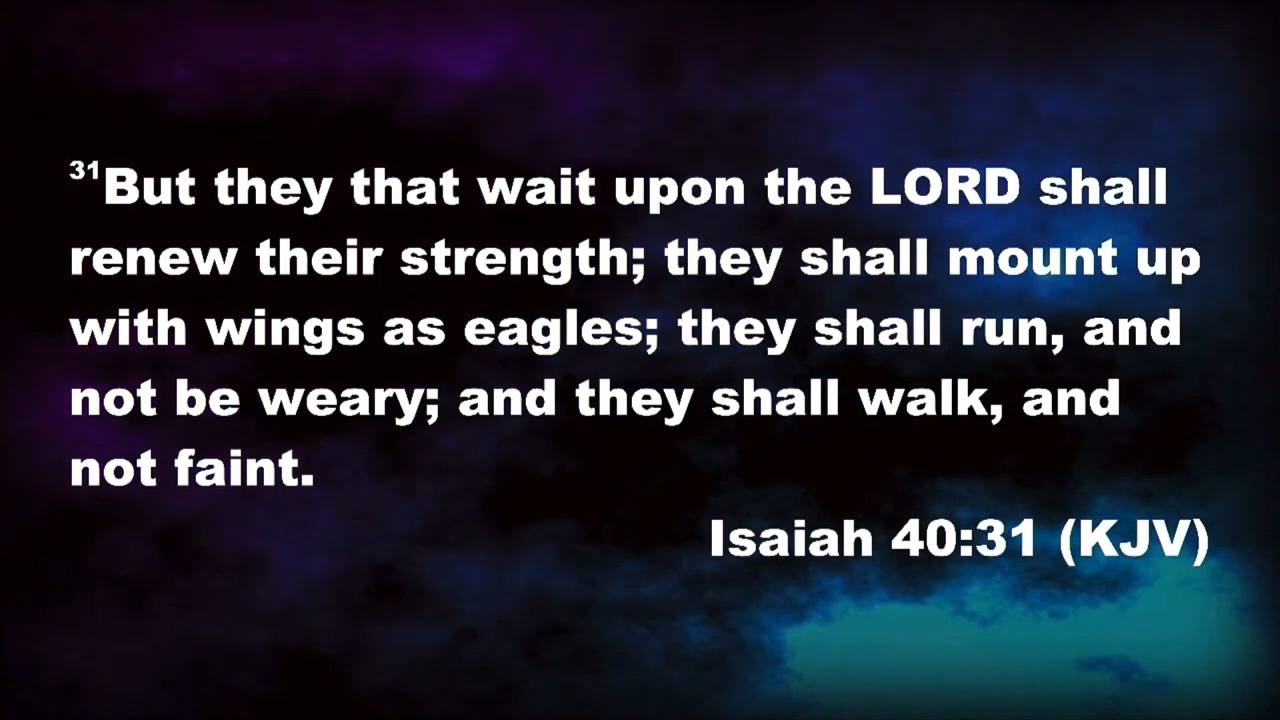 31But they that wait upon the LORD shall
renew their strength; they shall mount up
with wings as eagles; they shall run, and
not be weary; and they shall walk, and
not faint.
Isaiah 40:31 (KJV)